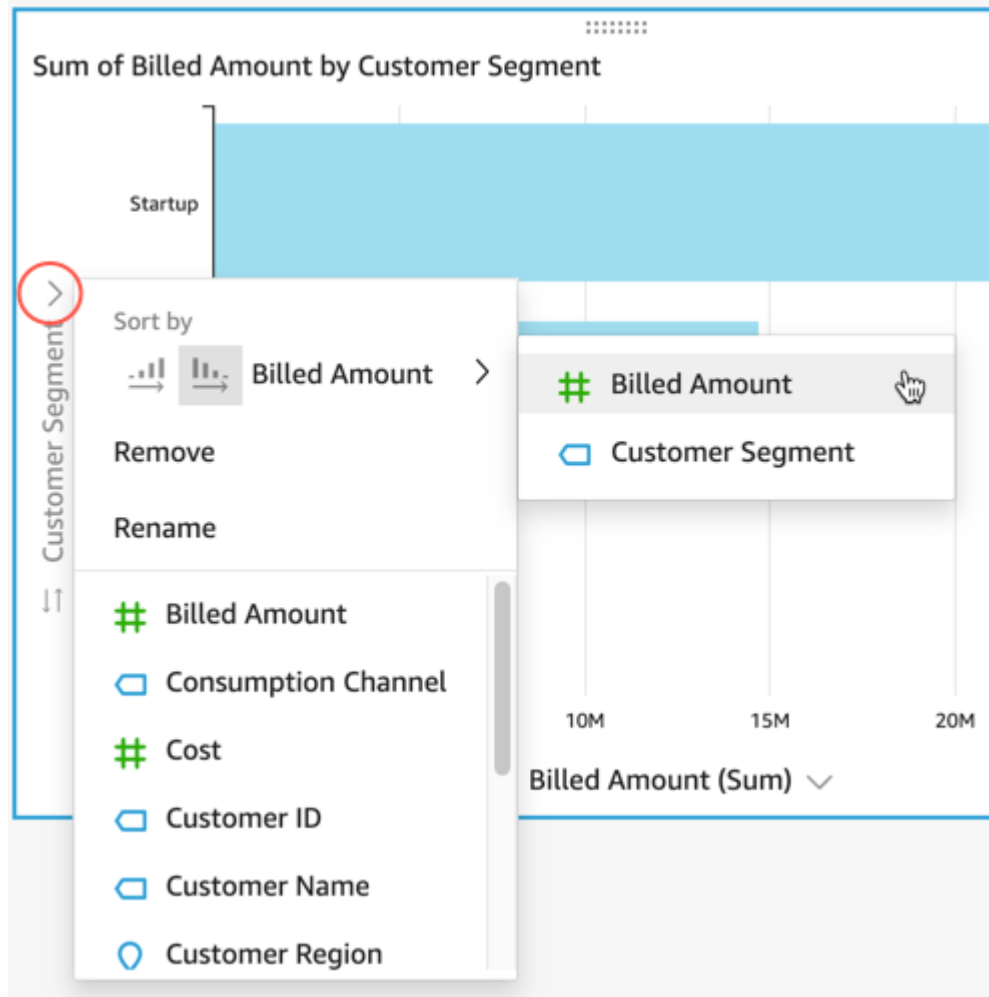 Sum of Billed Amount by Customer Segment
Startup
Customer Segment
Sort by
Billed Amount
Remove
Rename
Billed Amount
Customer Segment
Billed Amount
Consumption Channel
Cost
Customer ID
Customer Name
Customer Region
10M
15M
20M
Billed Amount (Sum)